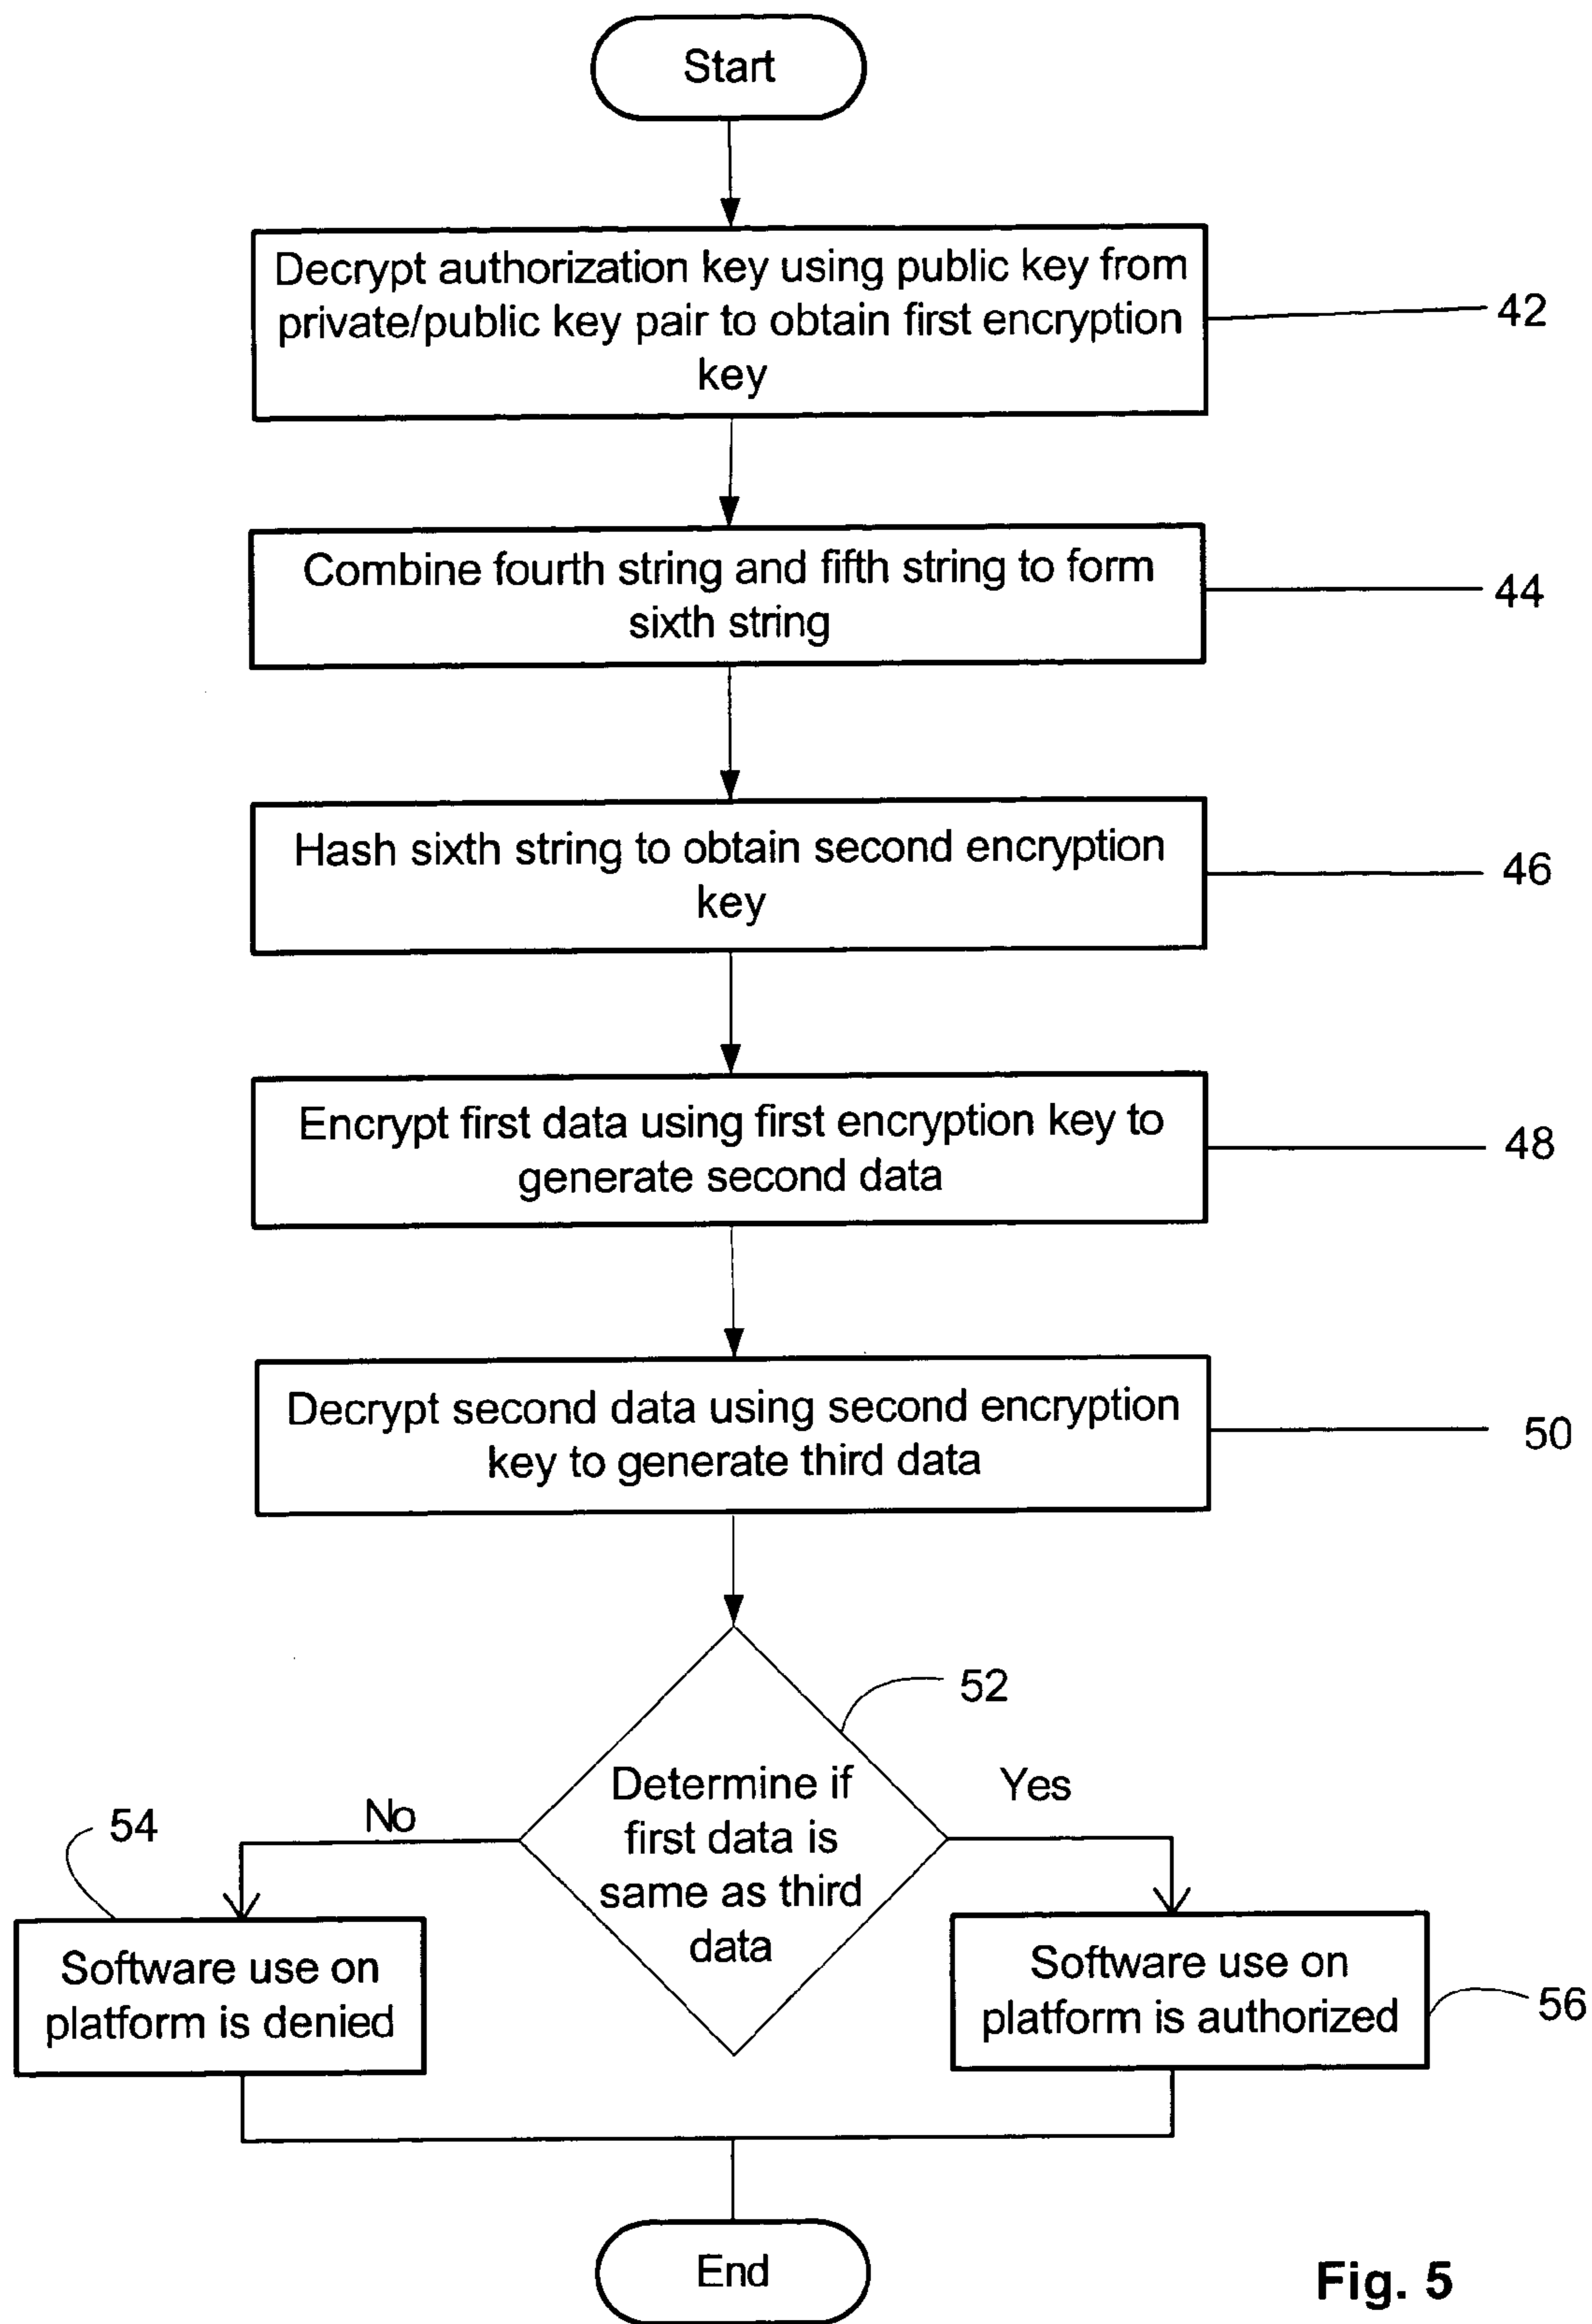 Start
Decrypt authorization key using public key from
private/public key pair to obtain first encryption
key
42
Combine fourth string and fifth string to form
sixth string
44
Hash sixth string to obtain second encryption
key
46
Encrypt first data using first encryption key to
generate second data
48
Decrypt second data using second encryption
key to generate third data
50
52
Determine if
first data is
same as third
data
No
Yes
54
Software use on
platform is denied
Software use on
platform is authorized
56
End
Fig. 5